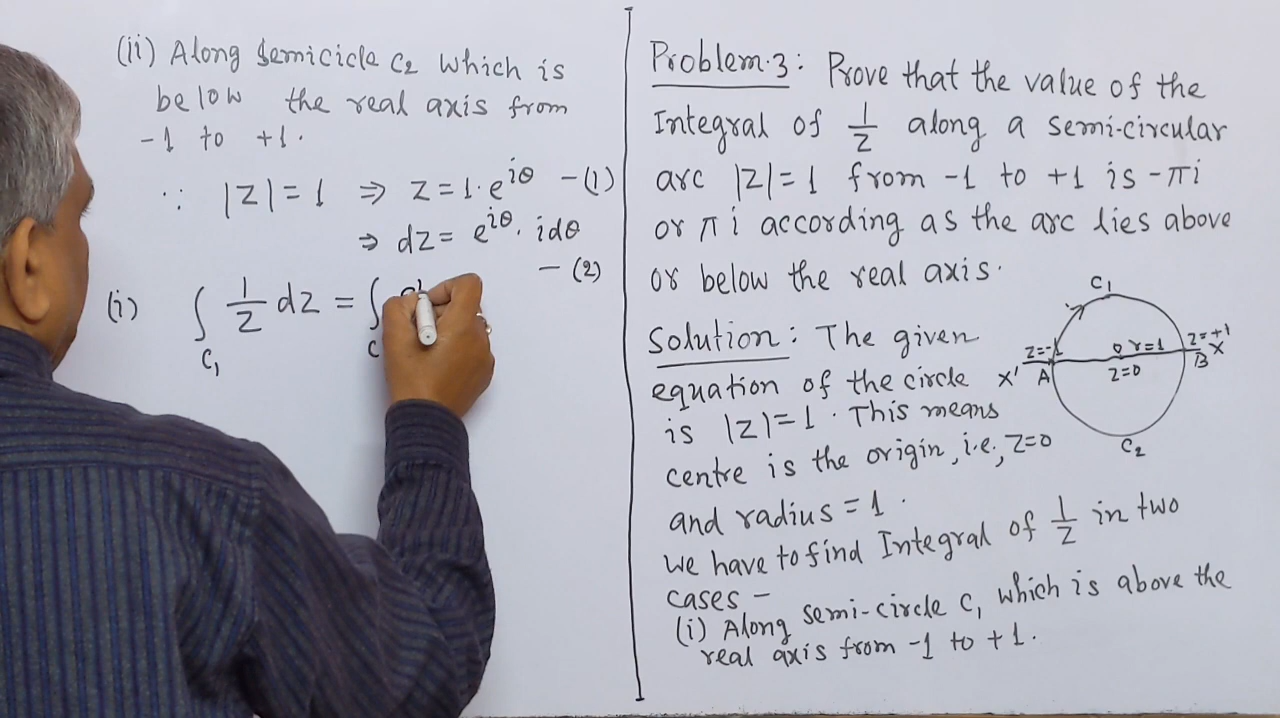 (ii) Along semicicle C₂ which is
below the real axis from
-1 to +1.
∵ |Z| = 1 ⇒ Z = 1·e^{iθ} -(1)
⇒ dZ = e^{iθ}. idθ
- (2)
(i) ∫_{C₁} 1/Z dZ = ∫
Problem.3: Prove that the value of the
Integral of 1/Z along a semi-circular
arc |Z|=1 from -1 to +1 is -πi
or πi according as the arc lies above
or below the real axis.
Solution: The given
equation of the circle
is |Z|=1. This means
centre is the origin, i.e., Z=0
and radius = 1.
We have to find Integral of 1/Z in two
cases -
(i) Along semi-circle C₁ which is above the
real axis from -1 to +1.
C₁
Z=-1 O r=1 Z=+1
X' A Z=0 B X
C₂